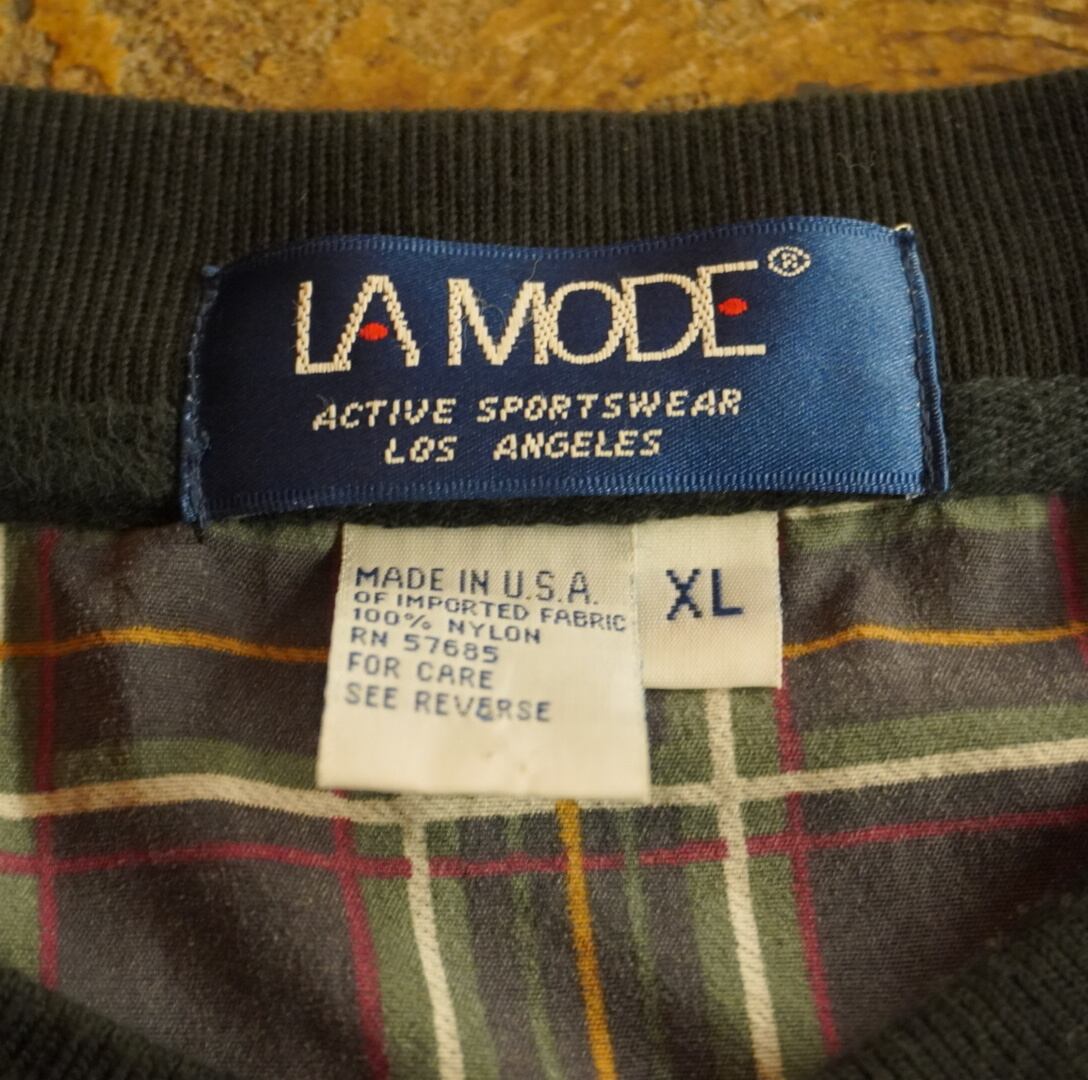 LA MODE®
ACTIVE SPORTSWEAR
LOS ANGELES
MADE IN U.S.A.
OF IMPORTED FABRIC
100% NYLON
RN 57685
FOR CARE
SEE REVERSE
XL